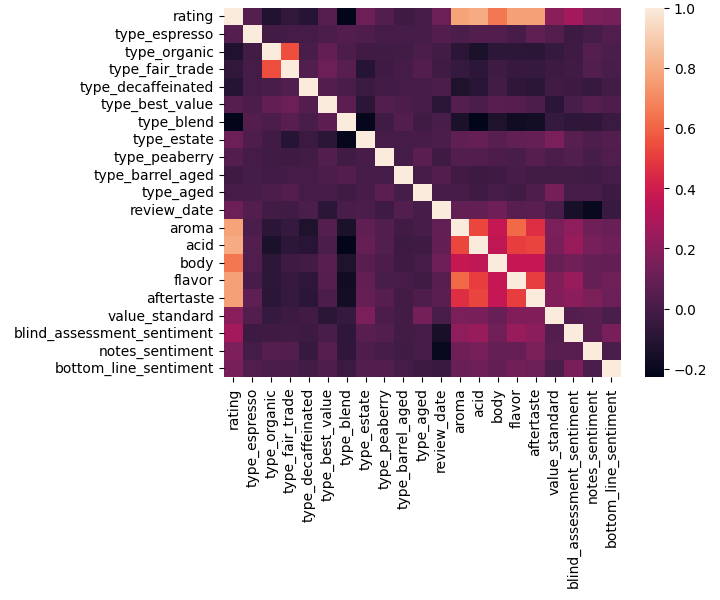 rating
type_espresso
type_organic
type_fair_trade
type_decaffeinated
type_best_value
type_blend
type_estate
type_peaberry
type_barrel_aged
type_aged
review_date
aroma
acid
body
flavor
aftertaste
value_standard
blind_assessment_sentiment
notes_sentiment
bottom_line_sentiment
rating
type_espresso
type_organic
type_fair_trade
type_decaffeinated
type_best_value
type_blend
type_estate
type_peaberry
type_barrel_aged
type_aged
review_date
aroma
acid
body
flavor
aftertaste
value_standard
blind_assessment_sentiment
notes_sentiment
bottom_line_sentiment
1.0
0.8
0.6
0.4
0.2
0.0
−0.2